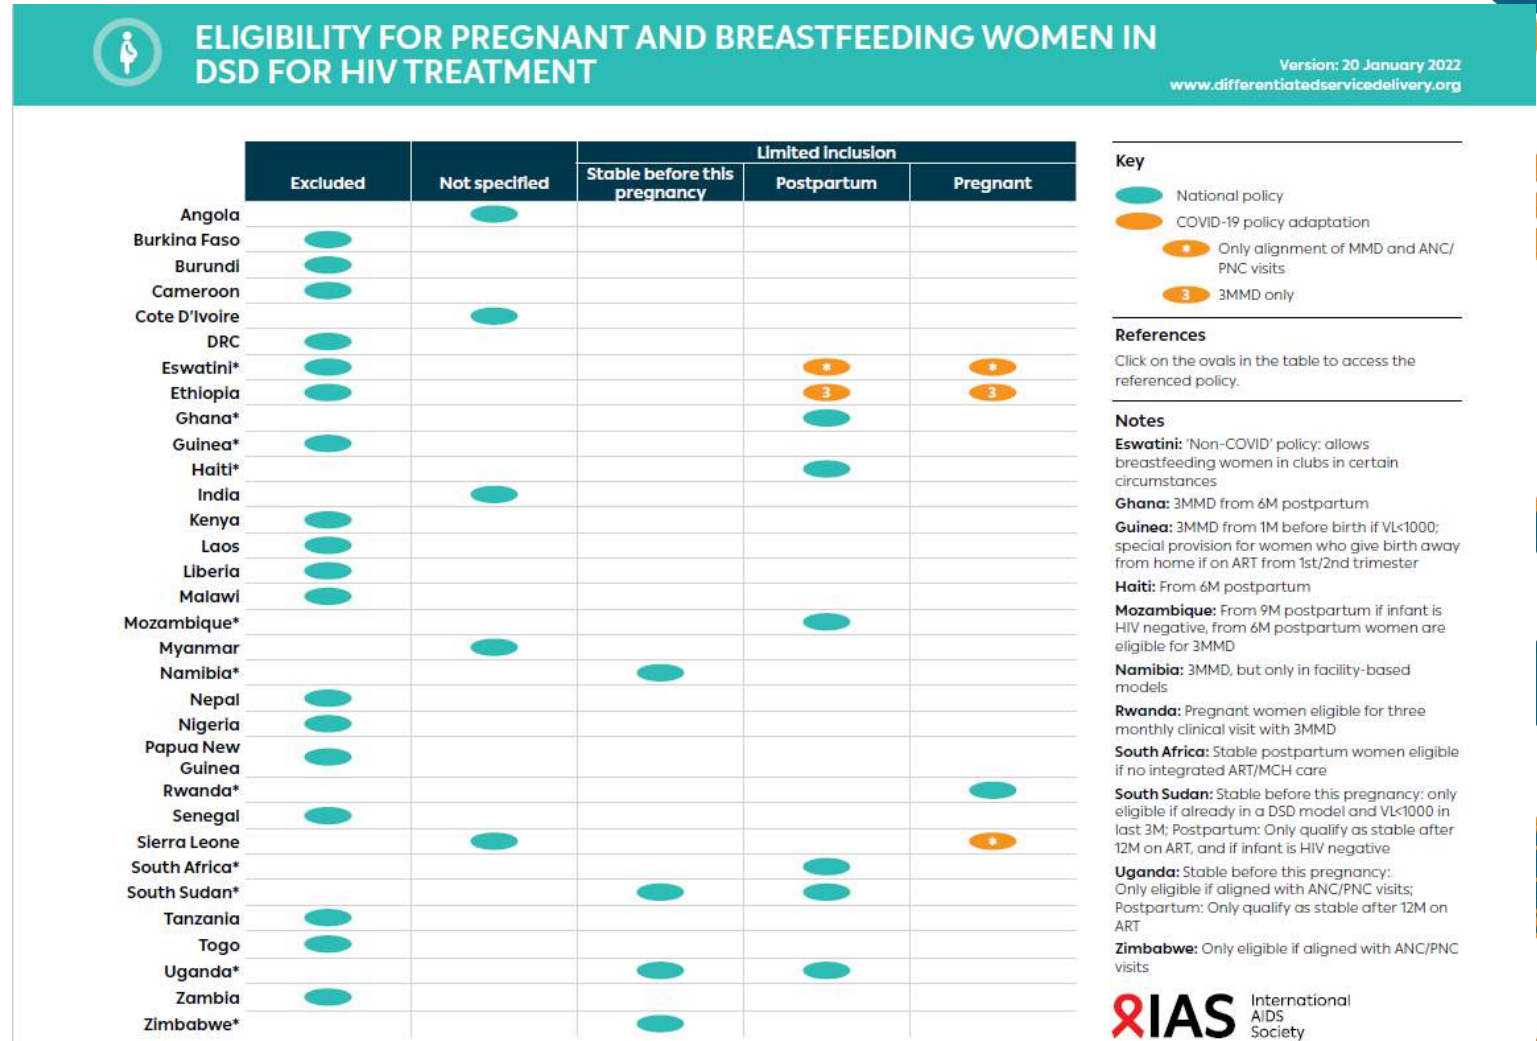 ELIGIBILITY FOR PREGNANT AND BREASTFEEDING WOMEN IN
DSD FOR HIV TREATMENT
Version: 20 January 2022
www.differentiatedservicedelivery.org
Limited Inclusion
Excluded
Not specified
Stable before this
pregnancy
Postpartum
Pregnant
Angola
Burkina Faso
Burundi
Cameroon
Cote D'Ivoire
DRC
Eswatini* * *
Ethiopia 3 3
Ghana*
Guinea*
Haiti*
India
Kenya
Laos
Liberia
Malawi
Mozambique*
Myanmar
Namibia*
Nepal
Nigeria
Papua New
Guinea
Rwanda*
Senegal
Sierra Leone *
South Africa*
South Sudan*
Tanzania
Togo
Uganda*
Zambia
Zimbabwe*
Key
National policy
COVID-19 policy adaptation
* Only alignment of MMD and ANC/
PNC visits
3 3MMD only
References
Click on the ovals in the table to access the
referenced policy.
Notes
Eswatini: 'Non-COVID' policy: allows
breastfeeding women in clubs in certain
circumstances
Ghana: 3MMD from 6M postpartum
Guinea: 3MMD from 1M before birth if VL<1000;
special provision for women who give birth away
from home if on ART from 1st/2nd trimester
Haiti: From 6M postpartum
Mozambique: From 9M postpartum if infant is
HIV negative, from 6M postpartum women are
eligible for 3MMD
Namibia: 3MMD, but only in facility-based
models
Rwanda: Pregnant women eligible for three
monthly clinical visit with 3MMD
South Africa: Stable postpartum women eligible
if no integrated ART/MCH care
South Sudan: Stable before this pregnancy: only
eligible if already in a DSD model and VL<1000 in
last 3M; Postpartum: Only qualify as stable after
12M on ART, and if infant is HIV negative
Uganda: Stable before this pregnancy:
Only eligible if aligned with ANC/PNC visits;
Postpartum: Only qualify as stable after 12M on
ART
Zimbabwe: Only eligible if aligned with ANC/PNC
visits
IAS
International
AIDS
Society